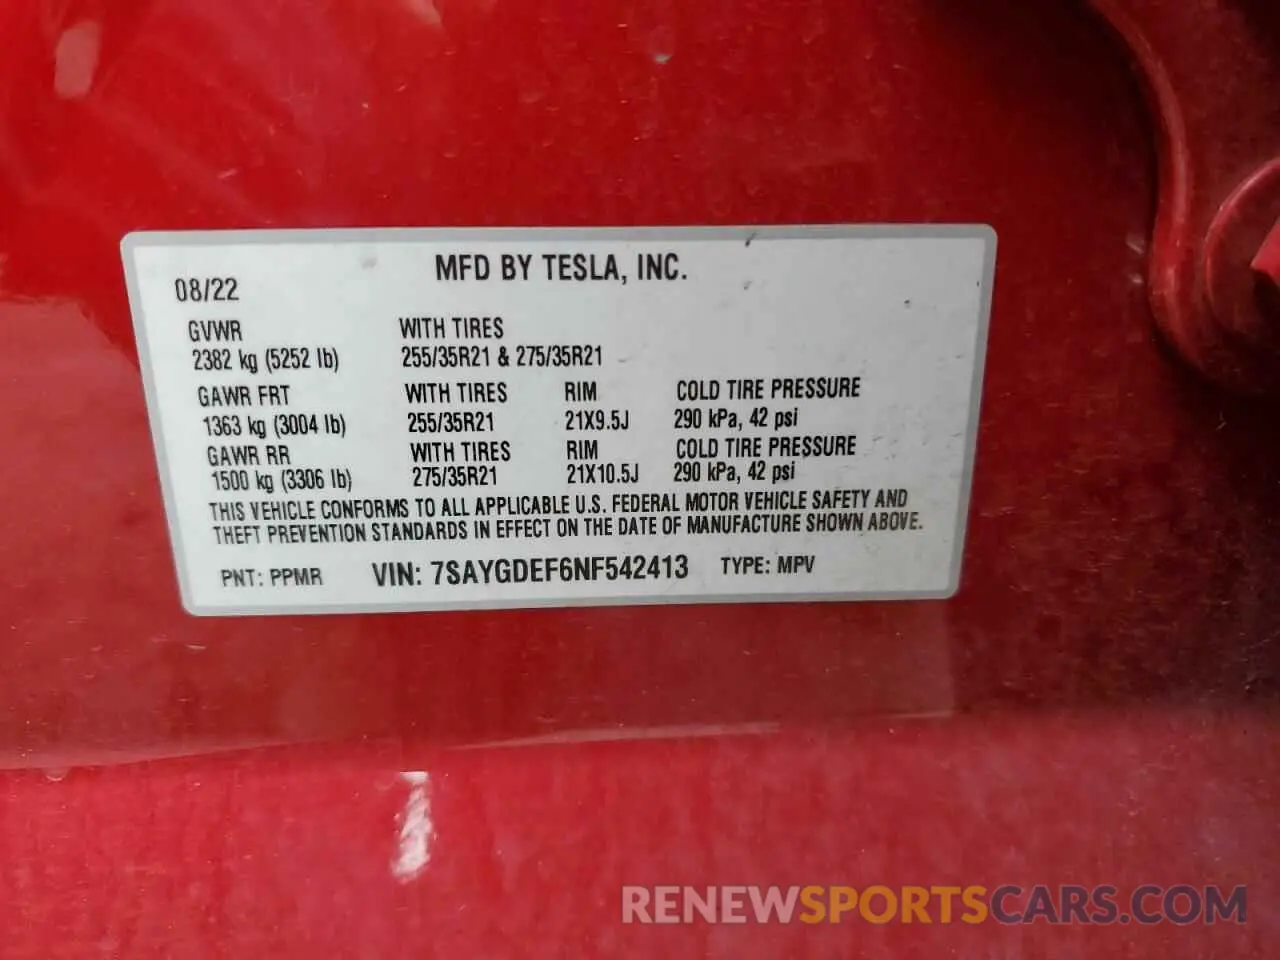 MFD BY TESLA, INC.
08/22
GVWR WITH TIRES
2382 kg (5252 lb) 255/35R21 & 275/35R21
GAWR FRT WITH TIRES RIM COLD TIRE PRESSURE
1363 kg (3004 lb) 255/35R21 21X9.5J 290 kPa, 42 psi
GAWR RR WITH TIRES RIM COLD TIRE PRESSURE
1500 kg (3306 lb) 275/35R21 21X10.5J 290 kPa, 42 psi
THIS VEHICLE CONFORMS TO ALL APPLICABLE U.S. FEDERAL MOTOR VEHICLE SAFETY AND
THEFT PREVENTION STANDARDS IN EFFECT ON THE DATE OF MANUFACTURE SHOWN ABOVE.
PNT: PPMR VIN: 7SAYGDEF6NF542413 TYPE: MPV
RENEWSPORTSCARS.COM